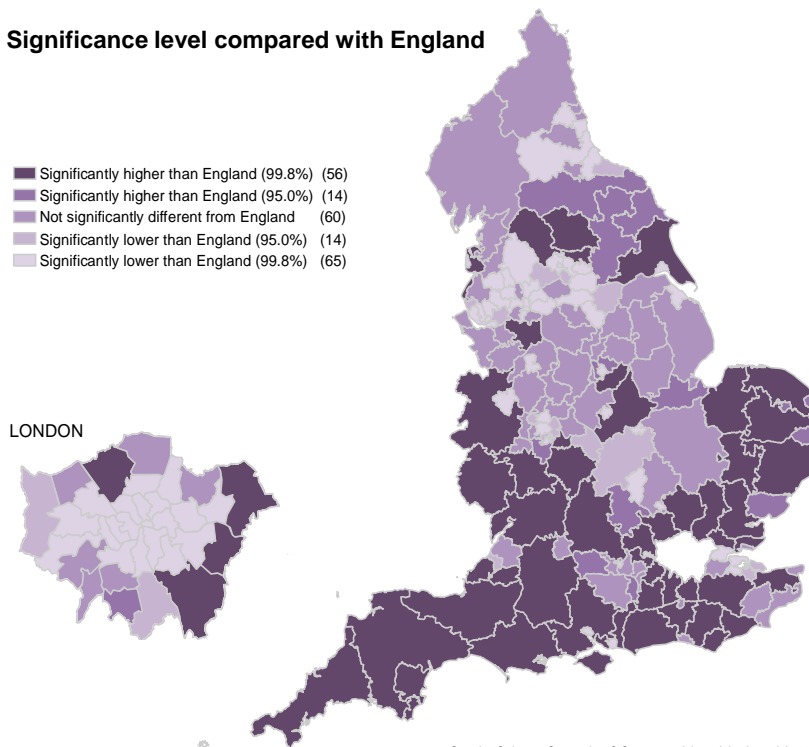 Significance level compared with England
Significantly higher than England (99.8%) (56)
Significantly higher than England (95.0%) (14)
Not significantly different from England (60)
Significantly lower than England (95.0%) (14)
Significantly lower than England (99.8%) (65)
LONDON